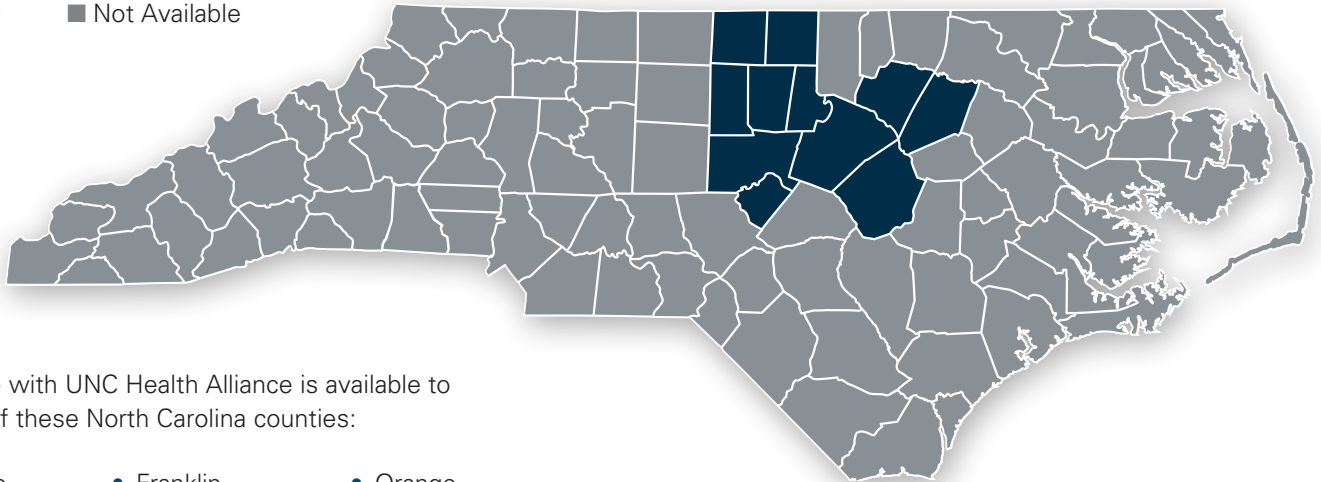 Not Available
with UNC Health Alliance is available to
f these North Carolina counties:
Franklin
Orange